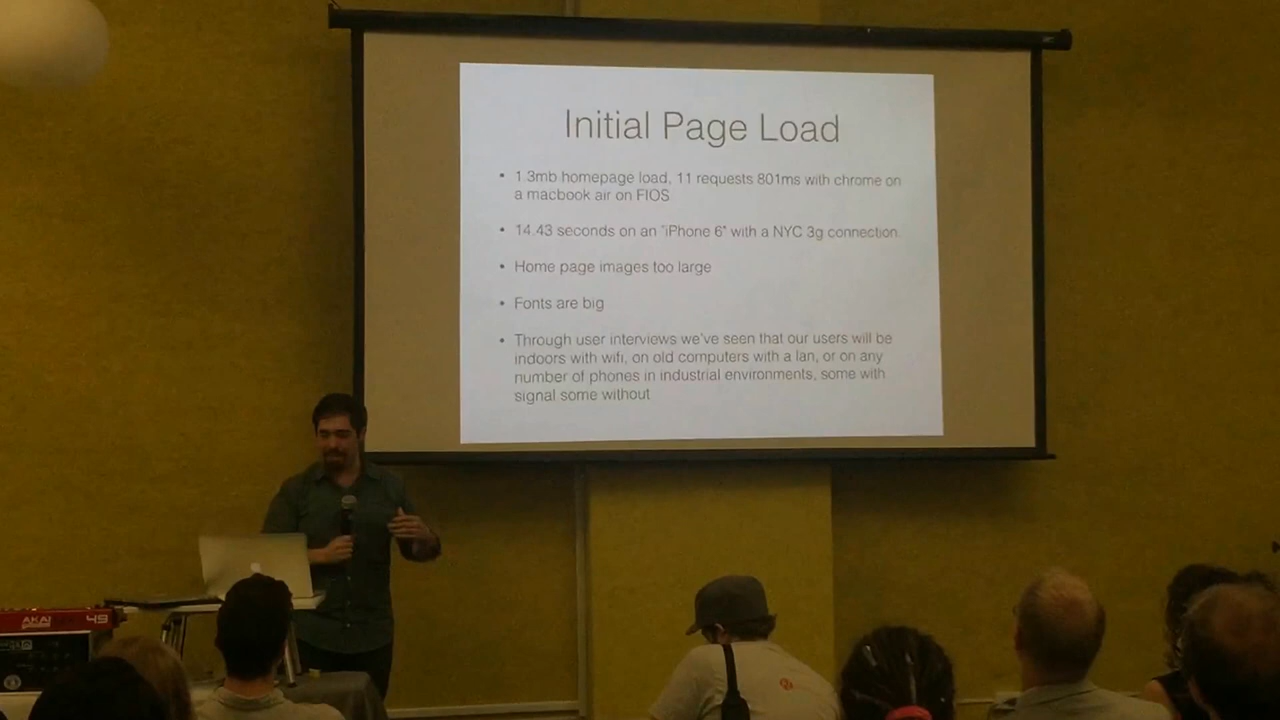 Initial Page Load
• 1.3mb homepage load, 11 requests 801ms with chrome on
a macbook air on FIOS
• 14.43 seconds on an "iPhone 6" with a NYC 3g connection
• Home page images too large
• Fonts are big
• Through user interviews we've seen that our users will be
indoors with wifi, on old computers with a lan, or on any
number of phones in industrial environments, some with
signal some without
AKAI
49